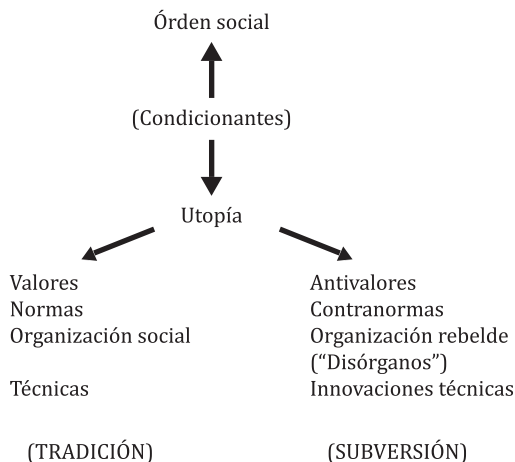 Órden social
(Condicionantes)
Utopía
Valores
Normas
Organización social
Técnicas
(TRADICIÓN)
Antivalores
Contranormas
Organización rebelde
(“Disórganos”)
Innovaciones técnicas
(SUBVERSIÓN)